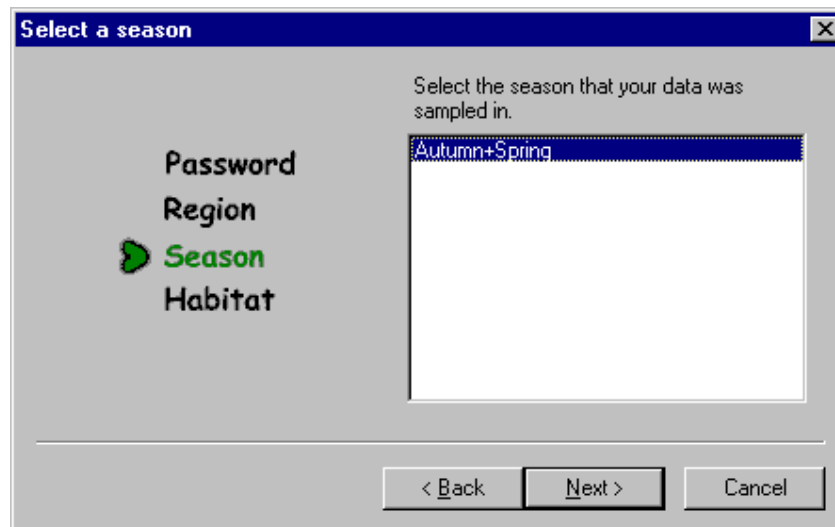 Select a season
Select the season that your data was
sampled in.
Autumn+Spring
Password
Region
Season
Habitat
< Back
Next >
Cancel